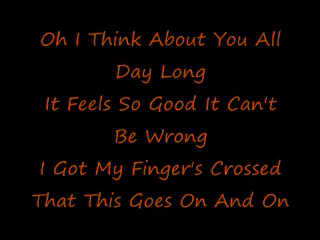 Oh I Think About You All
Day Long
It Feels So Good It Can't
Be Wrong
I Got My Finger's Crossed
That This Goes On And On